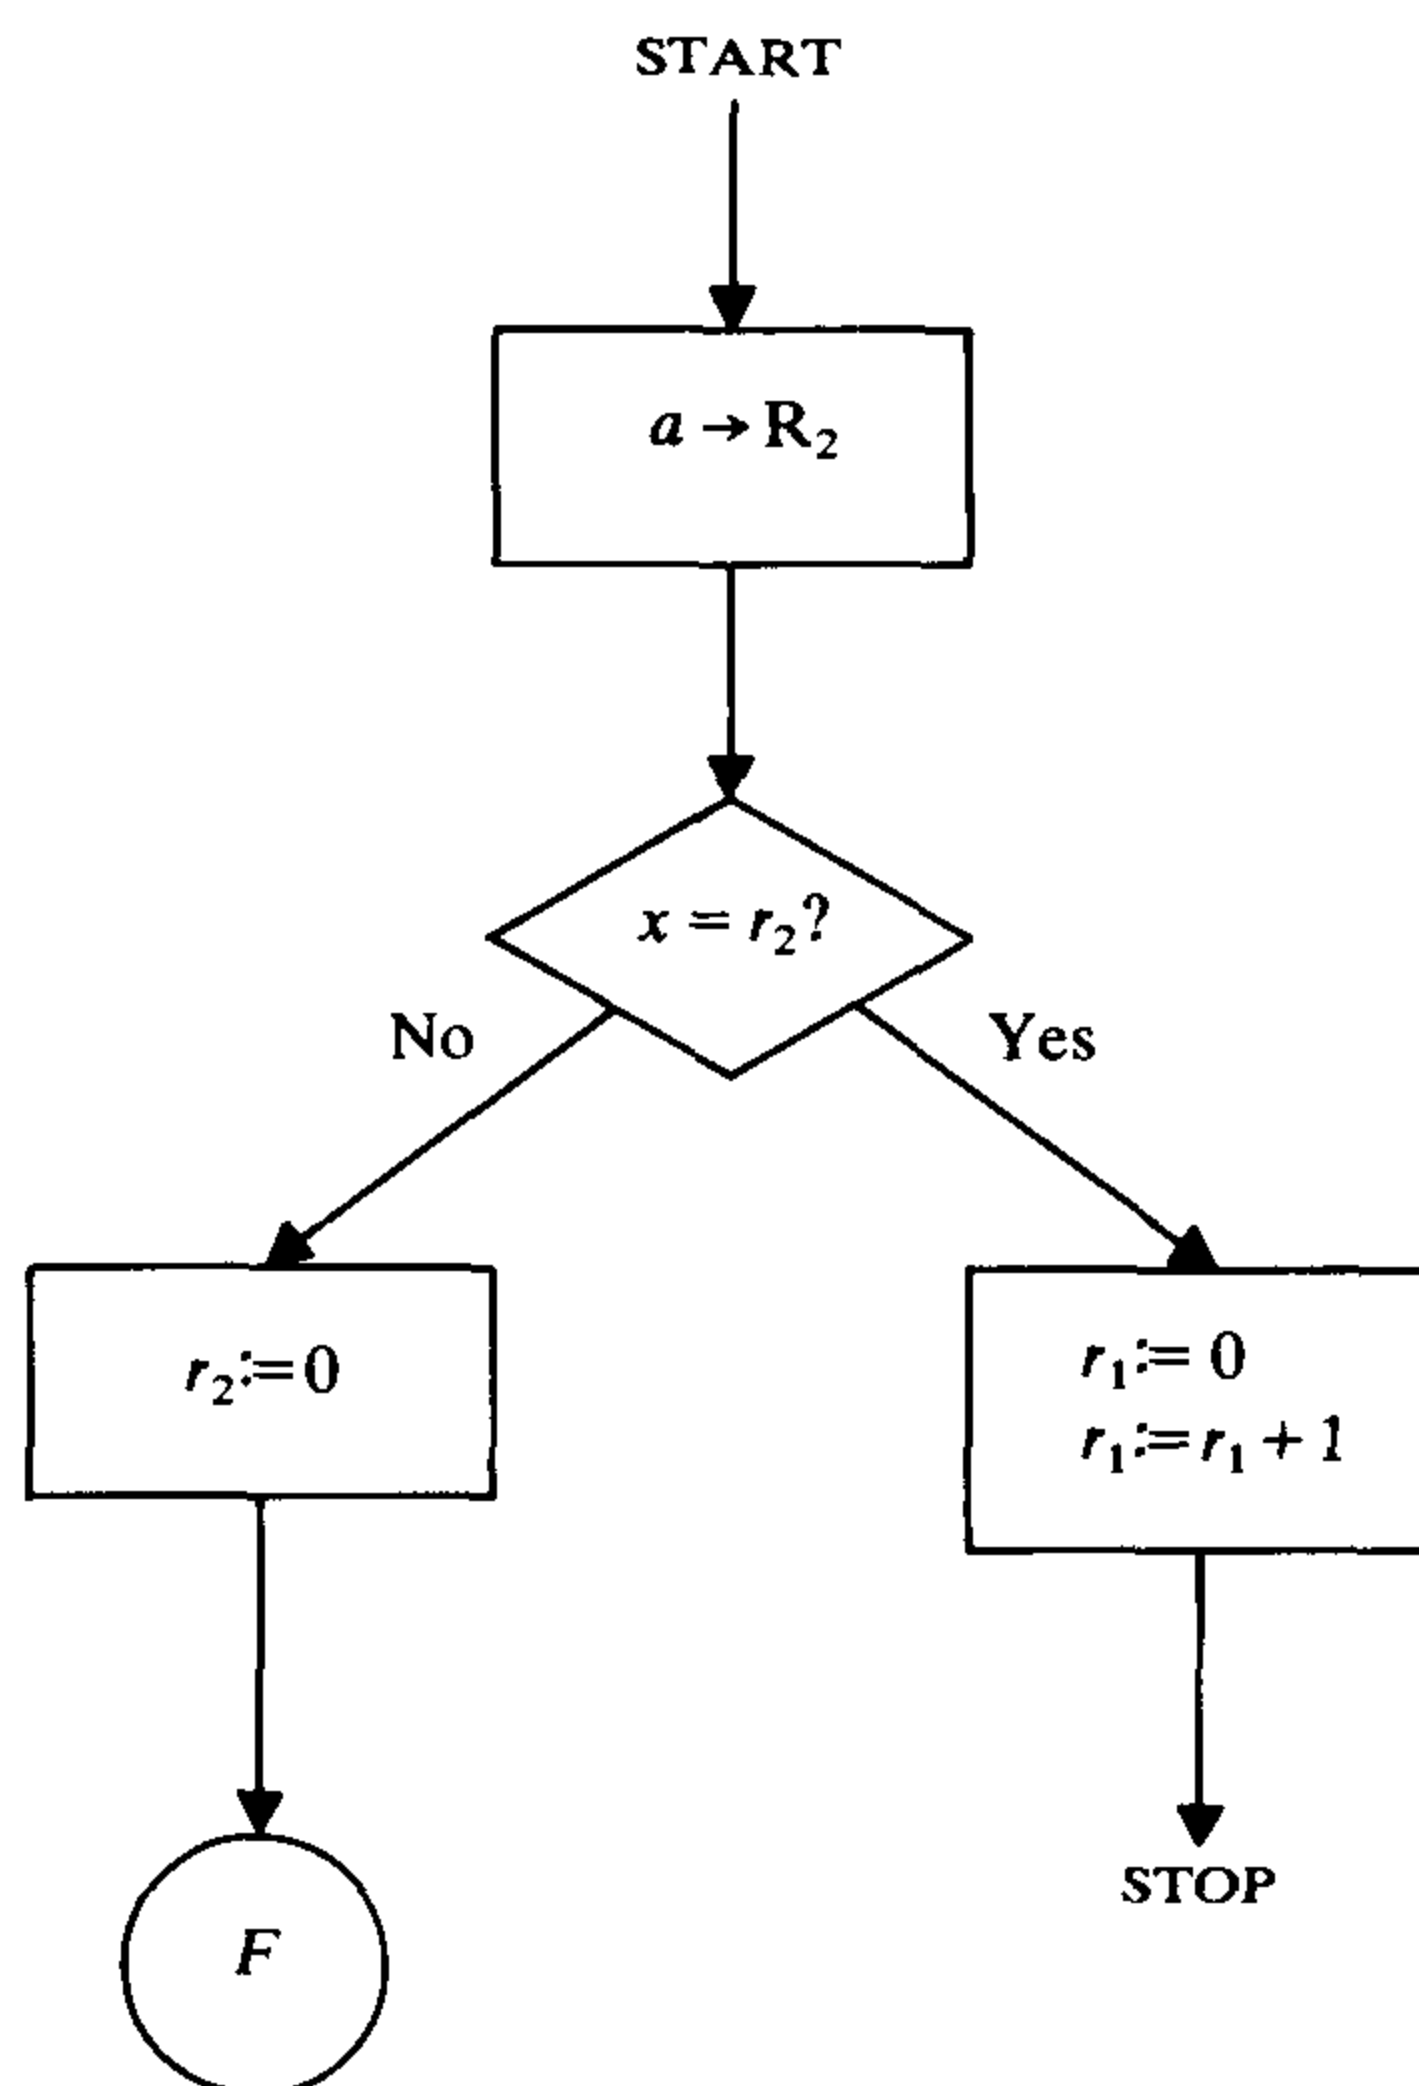 START
a → R₂
x = r₂?
No
Yes
r₂:=0
r₁:= 0
r₁:= r₁ + 1
STOP
F